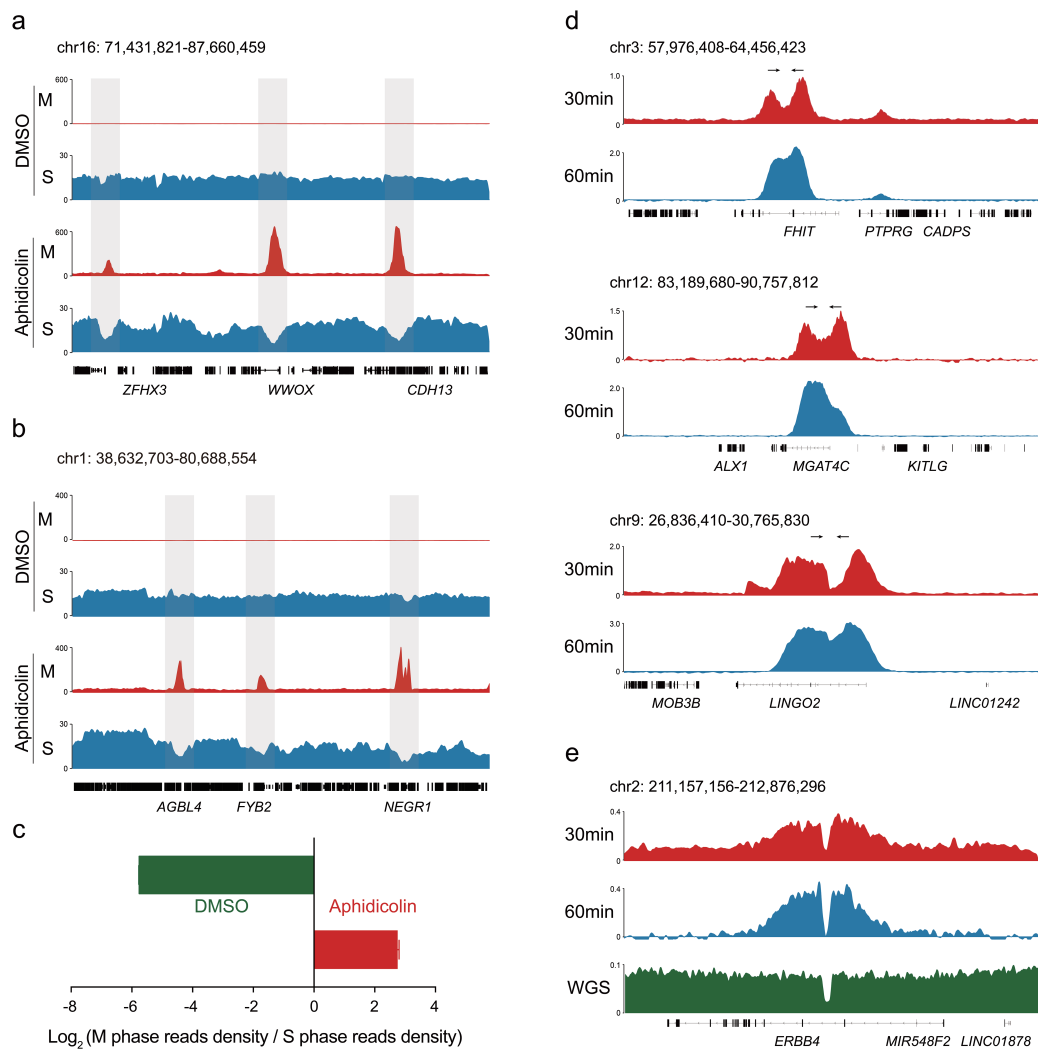 a
chr16: 71,431,821-87,660,459
600
0
M
DMSO
30
0
S
600
0
M
Aphidicolin
30
0
S
ZFHX3 WWOX CDH13
b
chr1: 38,632,703-80,688,554
400
0
M
DMSO
30
0
S
400
0
M
Aphidicolin
30
0
S
AGBL4 FYB2 NEGR1
c
DMSO
Aphidicolin
-8 -6 -4 -2 0 2 4
Log2 (M phase reads density / S phase reads density)
d
chr3: 57,976,408-64,456,423
1.0
30min
0
2.0
60min
0
FHIT PTPRG CADPS
chr12: 83,189,680-90,757,812
1.5
30min
0
2.0
60min
0
ALX1 MGAT4C KITLG
chr9: 26,836,410-30,765,830
2.0
30min
0
3.0
60min
0
MOB3B LINGO2 LINC01242
e
chr2: 211,157,156-212,876,296
0.4
30min
0
0.4
60min
0
0.1
WGS
0
ERBB4 MIR548F2 LINC01878